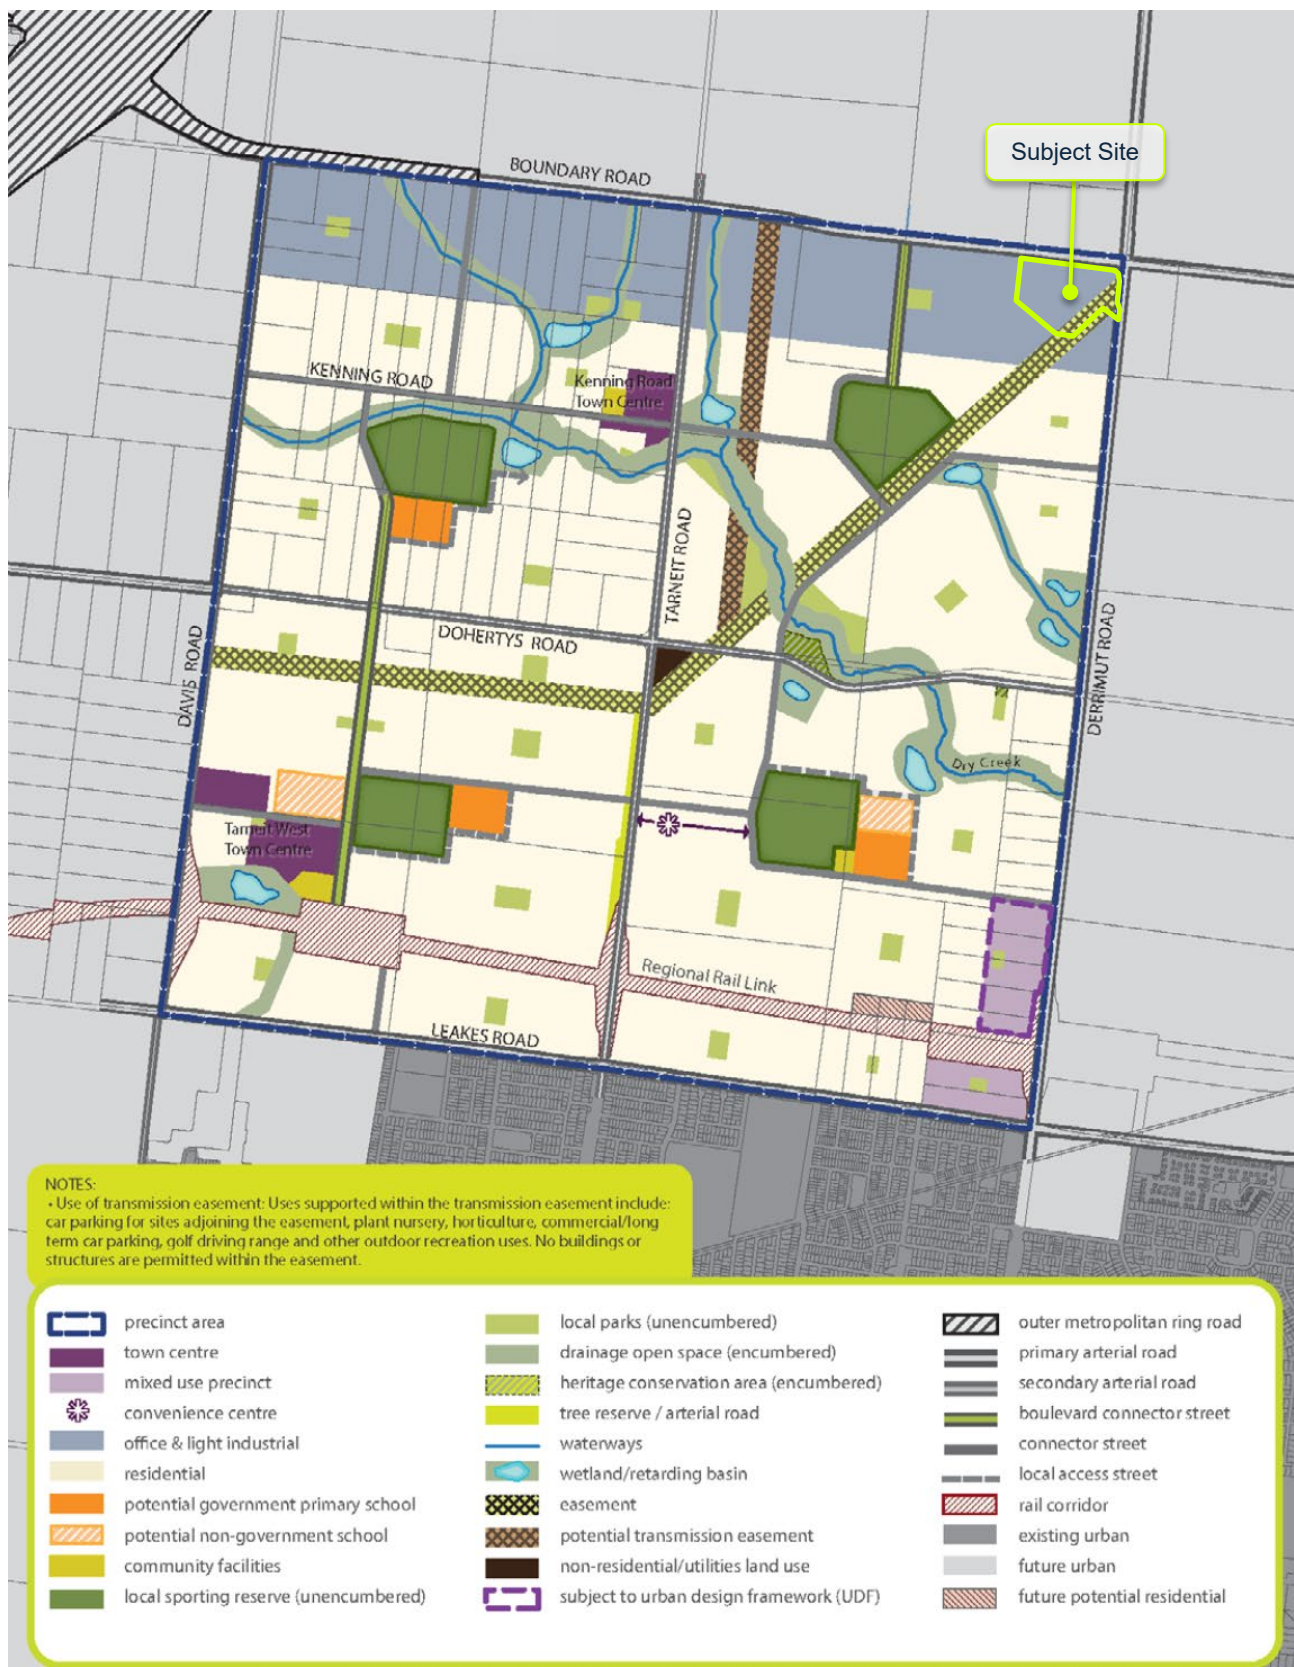 Subject Site
BOUNDARY ROAD
KENNING ROAD
Kenning Road
Town Centre
TARNEIT ROAD
DOHERTYS ROAD
DAVIS ROAD
DERRIMUT ROAD
Dry Creek
Tarneit West
Town Centre
Regional Rail Link
LEAKES ROAD
NOTES:
• Use of transmission easement: Uses supported within the transmission easement include:
car parking for sites adjoining the easement, plant nursery, horticulture, commercial/long
term car parking, golf driving range and other outdoor recreation uses. No buildings or
structures are permitted within the easement.
precinct area
town centre
mixed use precinct
convenience centre
office & light industrial
residential
potential government primary school
potential non-government school
community facilities
local sporting reserve (unencumbered)
local parks (unencumbered)
drainage open space (encumbered)
heritage conservation area (encumbered)
tree reserve / arterial road
waterways
wetland/retarding basin
easement
potential transmission easement
non-residential/utilities land use
subject to urban design framework (UDF)
outer metropolitan ring road
primary arterial road
secondary arterial road
boulevard connector street
connector street
local access street
rail corridor
existing urban
future urban
future potential residential